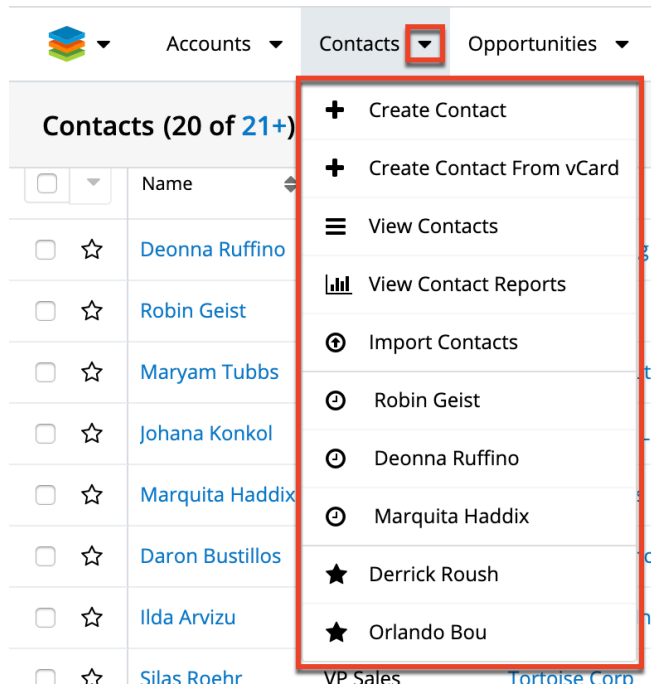 Accounts Contacts Opportunities
Contacts (20 of 21+)
Name
Deonna Ruffino
Robin Geist
Maryam Tubbs
Johana Konkol
Marquita Haddix
Daron Bustillos
Ilda Arvizu
Silas Roehr VP Sales Tortoise Corp
Create Contact
Create Contact From vCard
View Contacts
View Contact Reports
Import Contacts
Robin Geist
Deonna Ruffino
Marquita Haddix
Derrick Roush
Orlando Bou